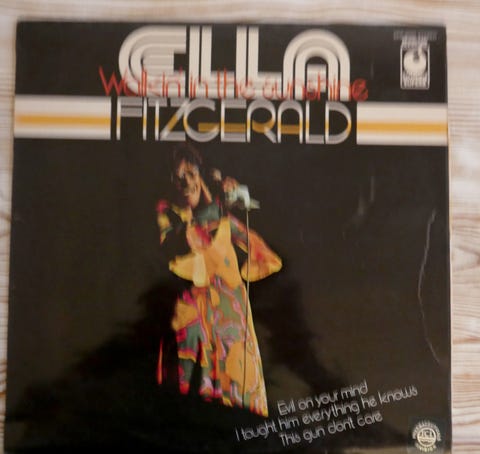 ELLA
Walkin' in the sunshine
FITZGERALD
Evil on your mind
I taught him everything he knows
This gun don't care